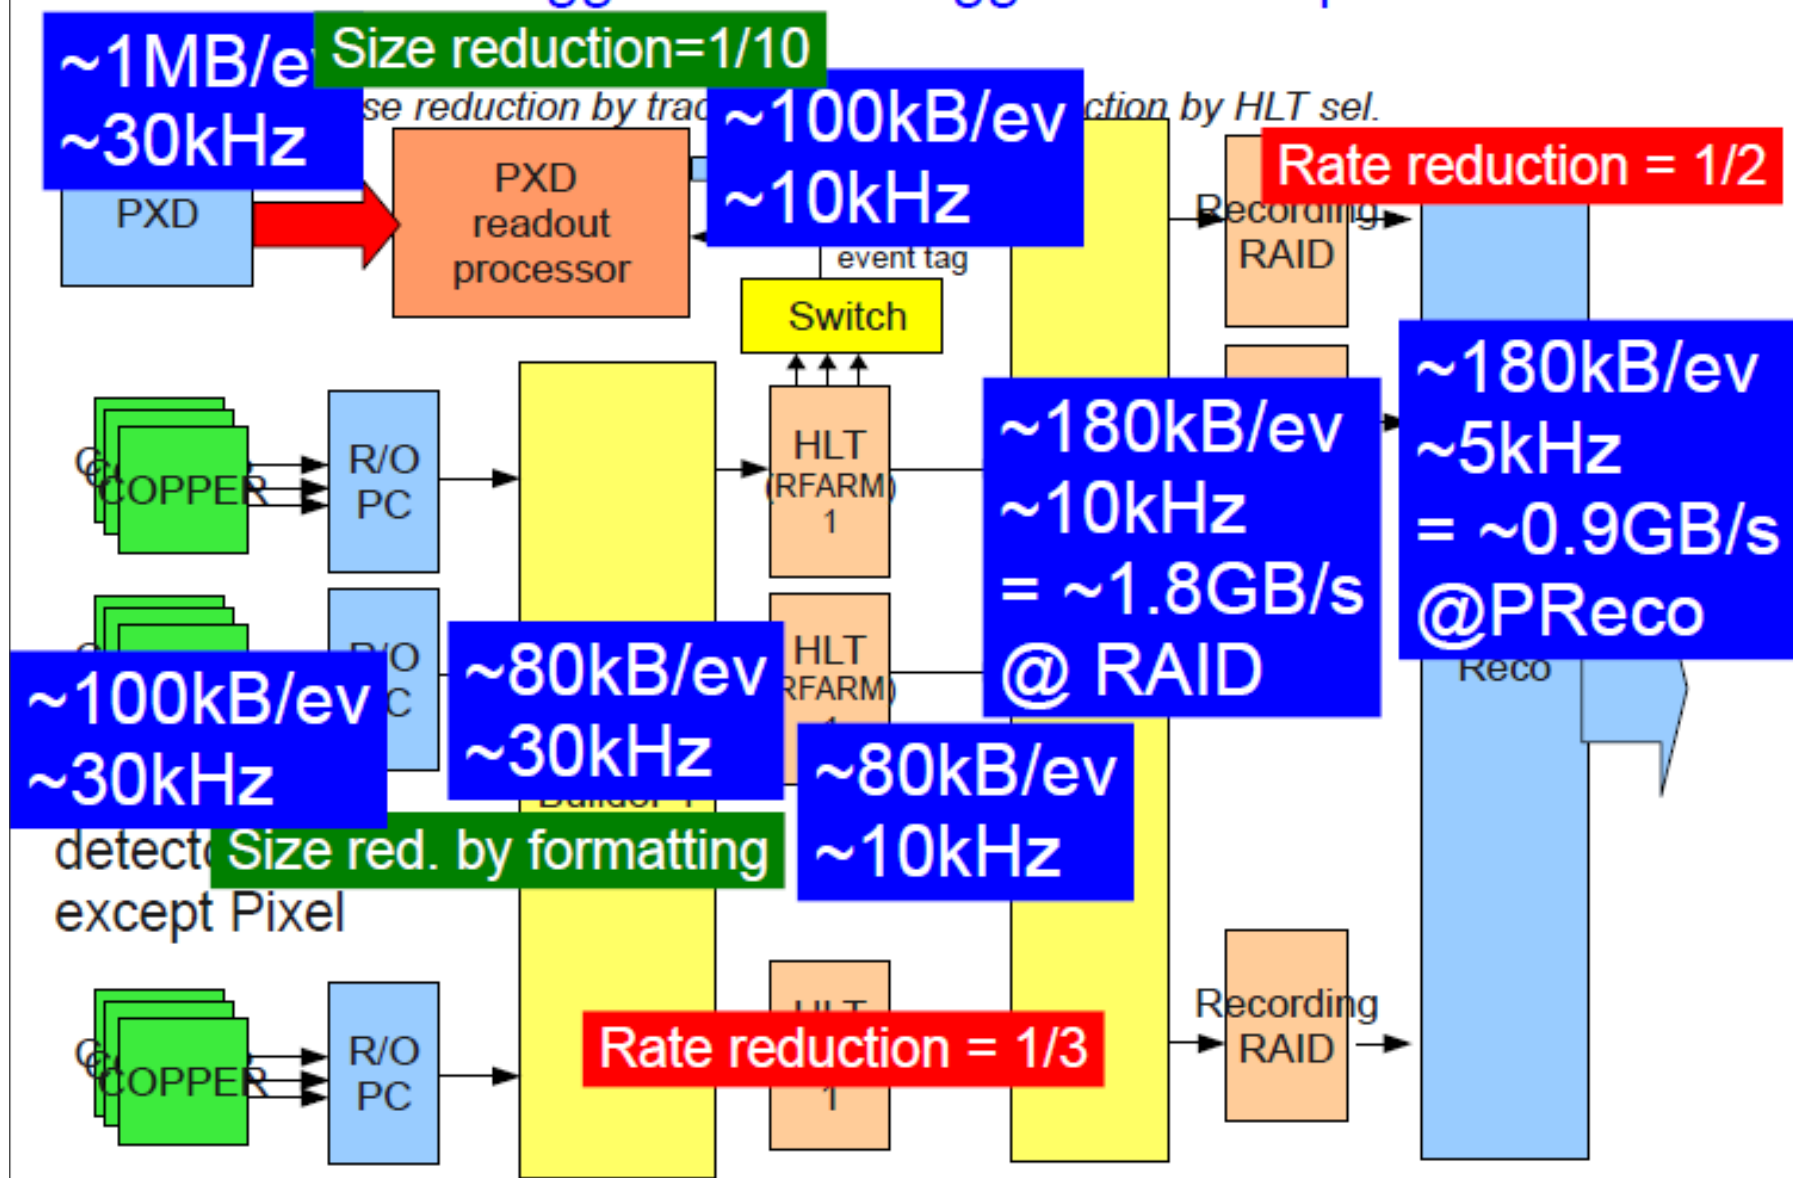 ~1MB/e
~30kHz
Size reduction=1/10
se reduction by trac
ction by HLT sel.
~100kB/ev
~10kHz
Rate reduction = 1/2
PXD
PXD
readout
processor
event tag
Switch
Recording
RAID
~180kB/ev
~5kHz
= ~0.9GB/s
@PReco
Reco
COPPER
R/O
PC
HLT
(RFARM)
1
~180kB/ev
~10kHz
= ~1.8GB/s
@ RAID
HLT
RFARM)
~100kB/ev
~30kHz
~80kB/ev
~30kHz
~80kB/ev
~10kHz
Size red. by formatting
except Pixel
COPPER
R/O
PC
Rate reduction = 1/3
1
Recording
RAID